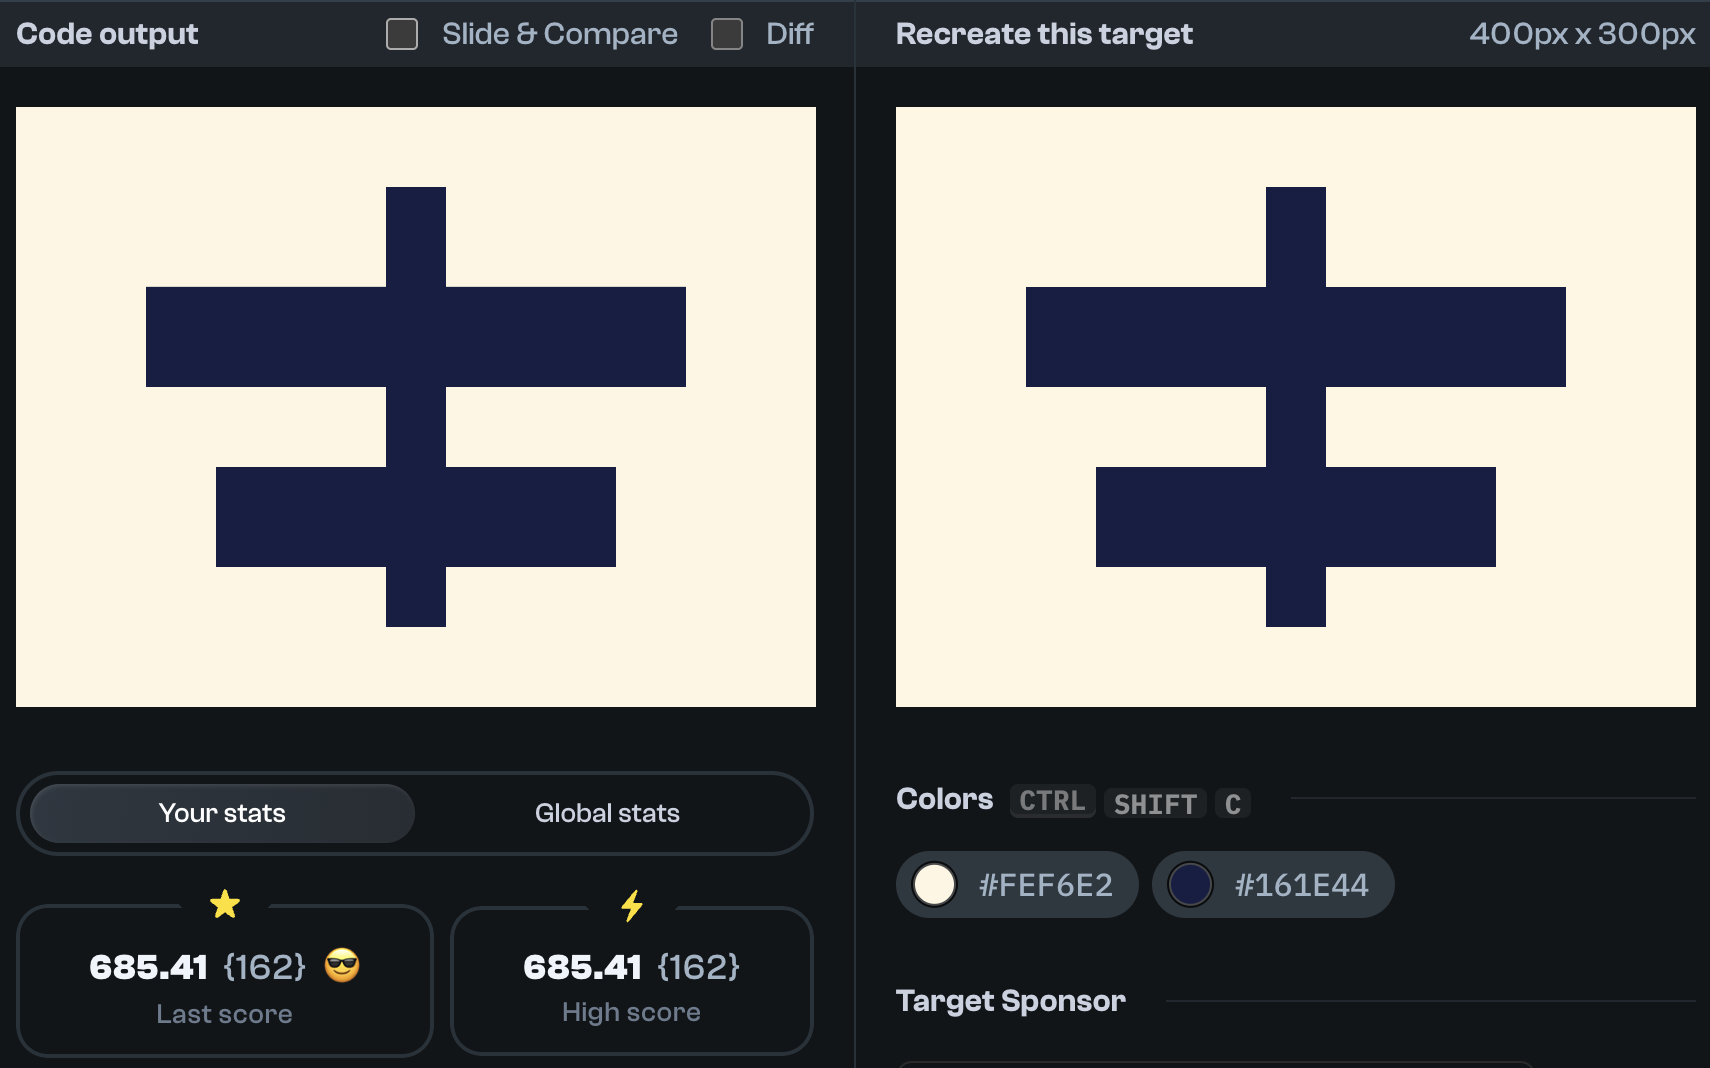 Code output
Slide & Compare
Diff
Recreate this target
400px x 300px
Your stats
Global stats
685.41 {162}
Last score
685.41 {162}
High score
Colors CTRL SHIFT C
#FEF6E2
#161E44
Target Sponsor